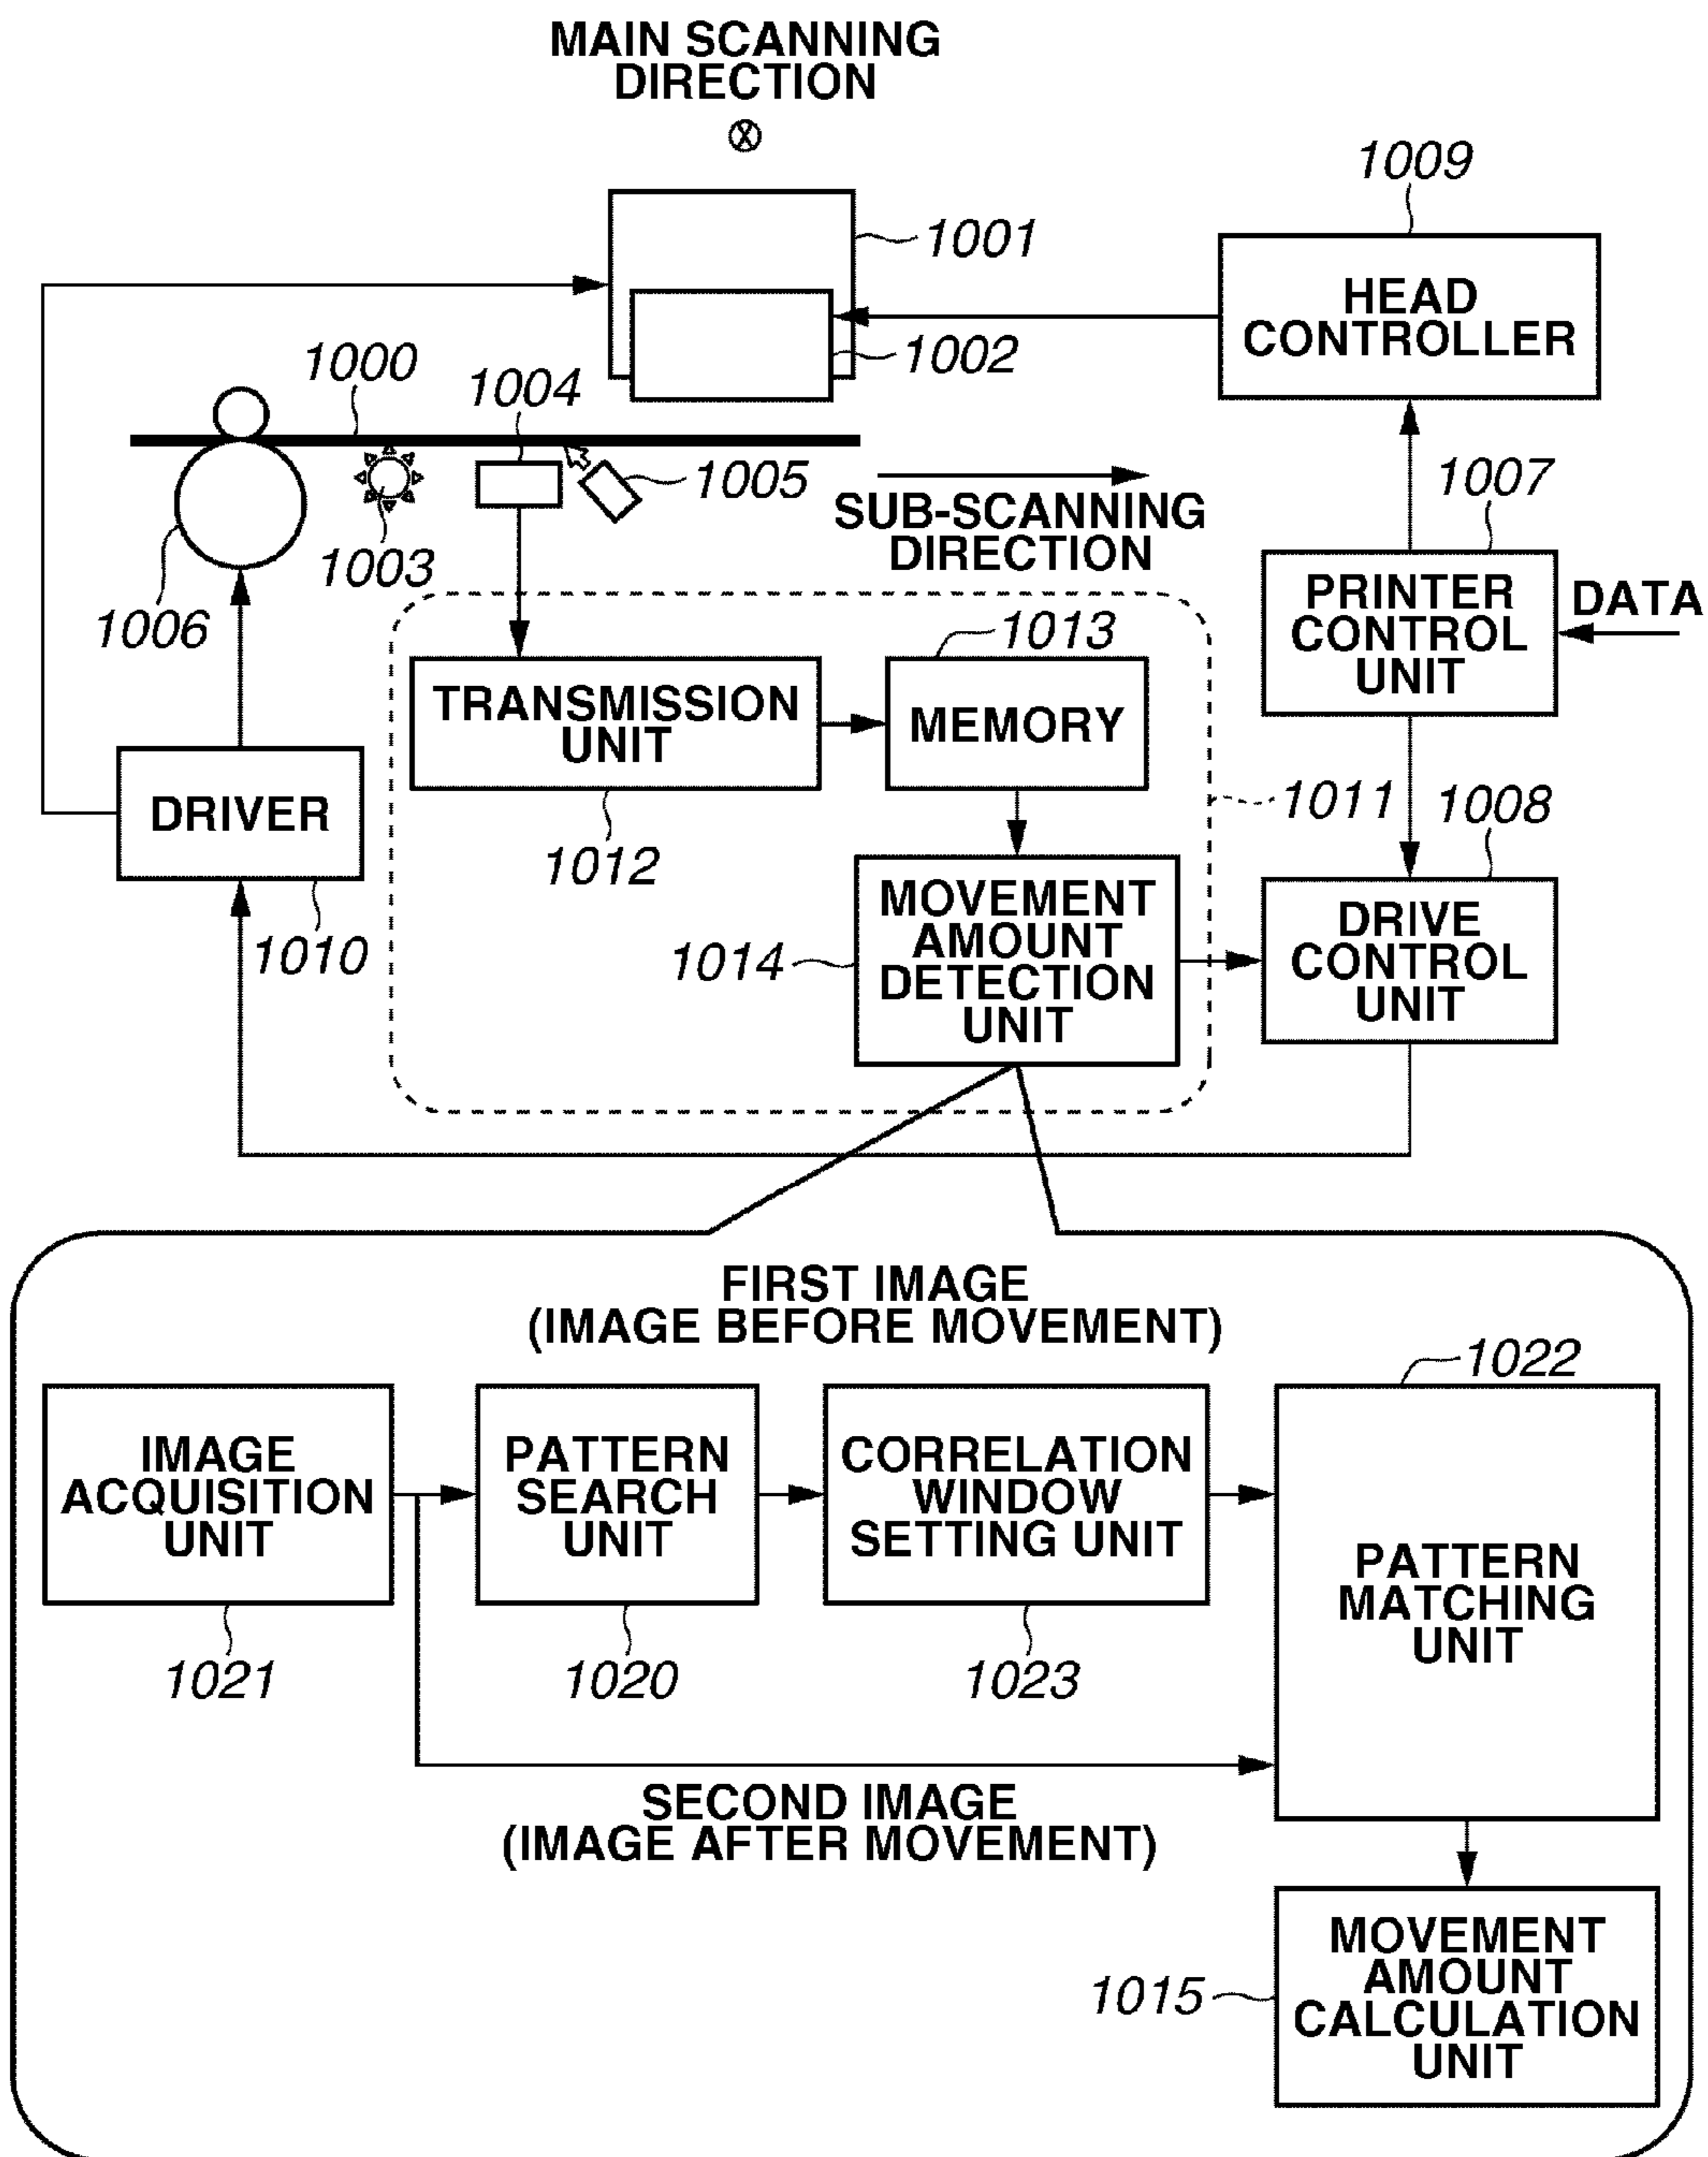 MAIN SCANNING
DIRECTION
1009
1001
HEAD
CONTROLLER
1002
1000
1004
1005
1007
SUB-SCANNING
DIRECTION
1003
1006
PRINTER
CONTROL
UNIT
DATA
1013
TRANSMISSION
UNIT
MEMORY
1011
1008
DRIVER
1012
1010
MOVEMENT
AMOUNT
DETECTION
UNIT
1014
DRIVE
CONTROL
UNIT
FIRST IMAGE
(IMAGE BEFORE MOVEMENT)
1022
IMAGE
ACQUISITION
UNIT
PATTERN
SEARCH
UNIT
CORRELATION
WINDOW
SETTING UNIT
PATTERN
MATCHING
UNIT
1021
1020
1023
SECOND IMAGE
(IMAGE AFTER MOVEMENT)
1015
MOVEMENT
AMOUNT
CALCULATION
UNIT